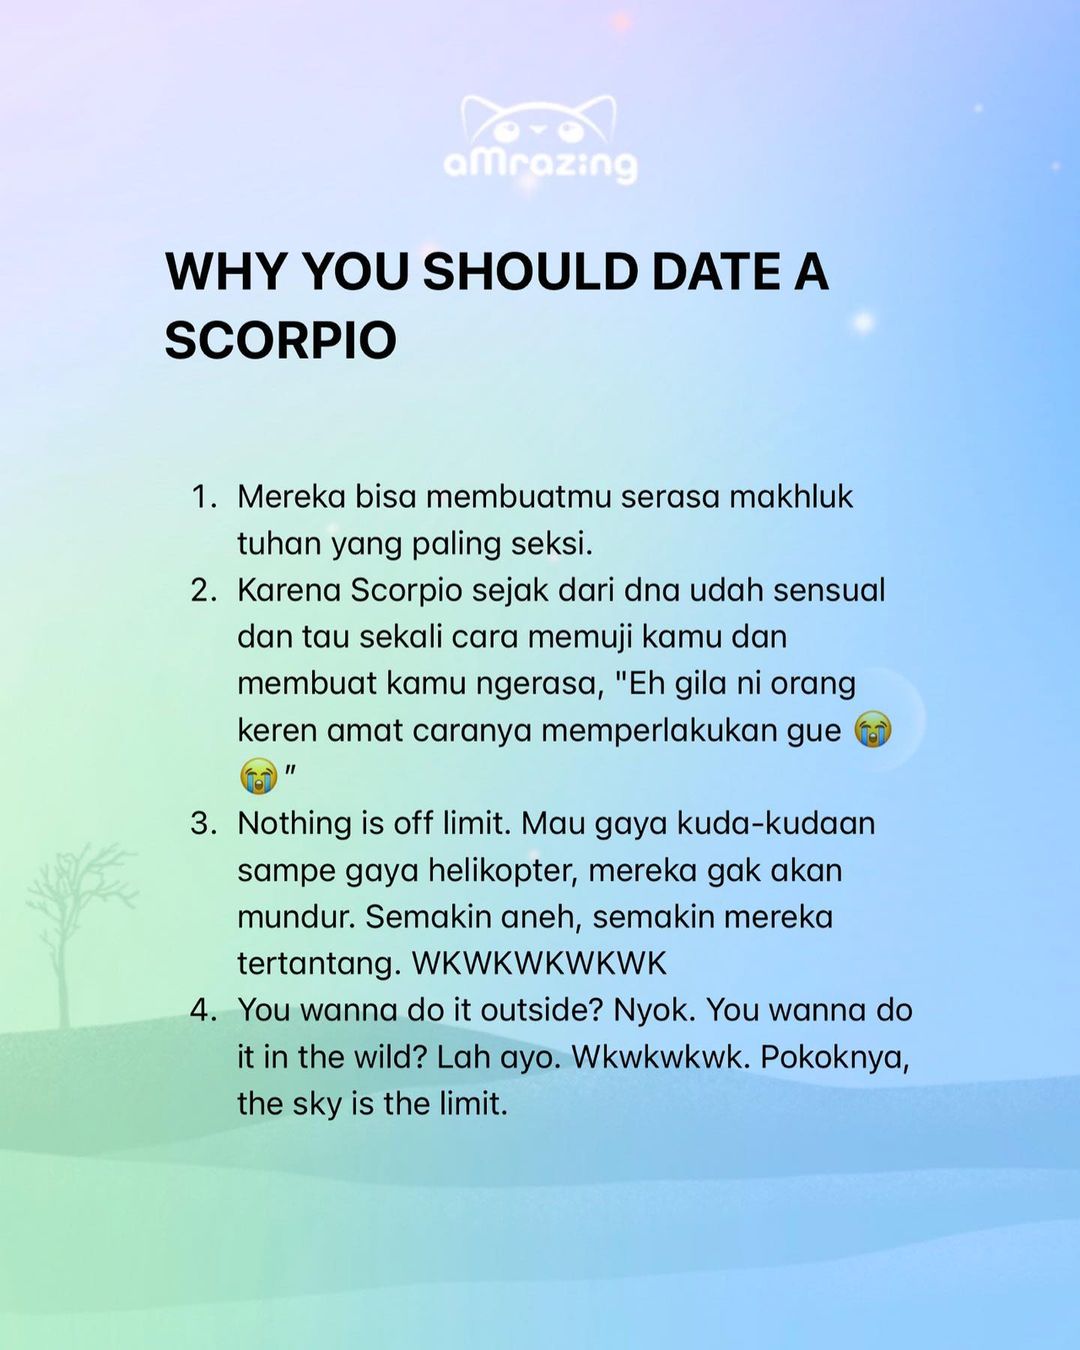 aMrazing
WHY YOU SHOULD DATE A
SCORPIO
1. Mereka bisa membuatmu serasa makhluk
tuhan yang paling seksi.
2. Karena Scorpio sejak dari dna udah sensual
dan tau sekali cara memuji kamu dan
membuat kamu ngerasa, "Eh gila ni orang
keren amat caranya memperlakukan gue 😭
😭"
3. Nothing is off limit. Mau gaya kuda-kudaan
sampe gaya helikopter, mereka gak akan
mundur. Semakin aneh, semakin mereka
tertantang. WKWKWKWKWK
4. You wanna do it outside? Nyok. You wanna do
it in the wild? Lah ayo. Wkwkwkwk. Pokoknya,
the sky is the limit.